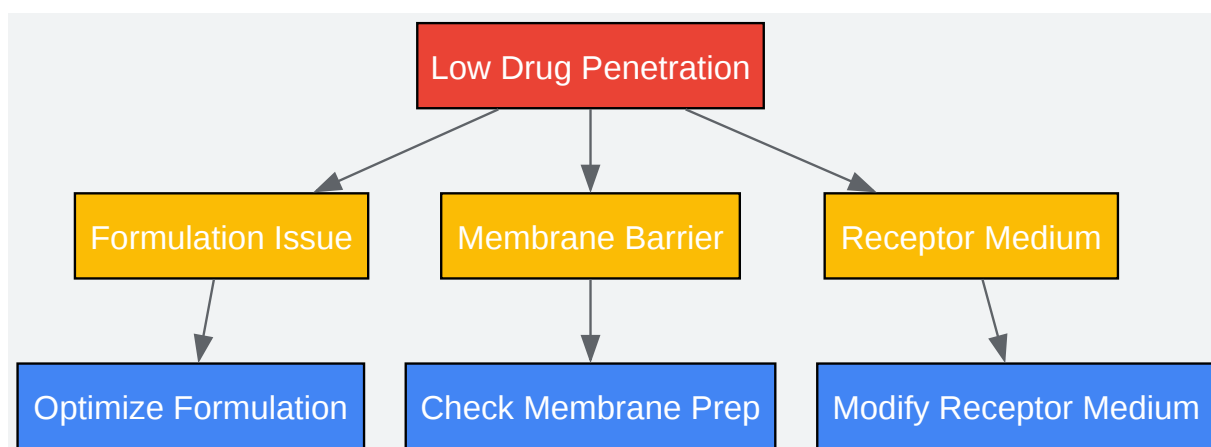 Low Drug Penetration
Formulation Issue
Membrane Barrier
Receptor Medium
Optimize Formulation
Check Membrane Prep
Modify Receptor Medium